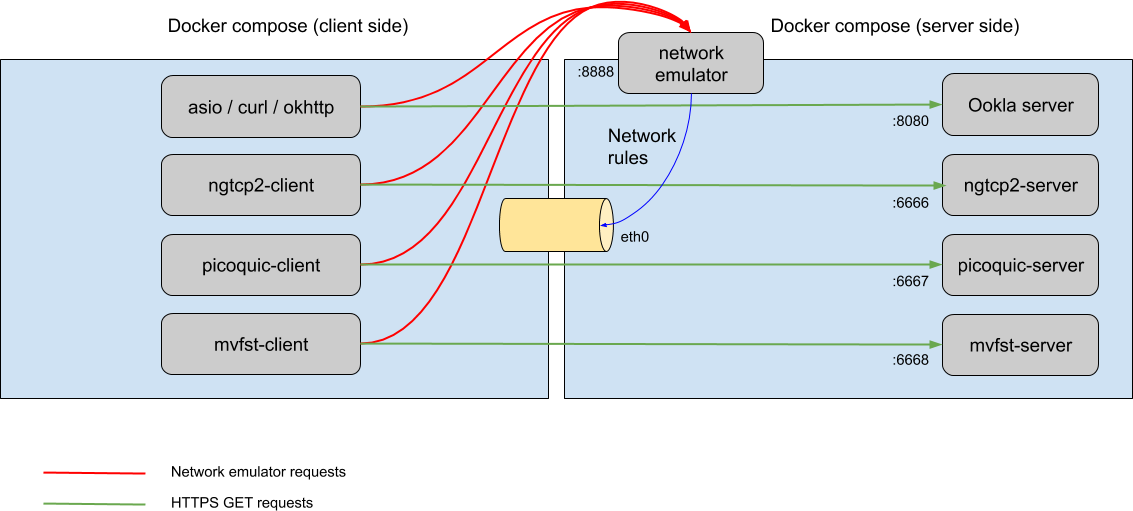 Docker compose (client side)
Docker compose (server side)
network
emulator
:8888
asio / curl / okhttp
Ookla server
:8080
Network
rules
ngtcp2-client
ngtcp2-server
:6666
eth0
picoquic-client
picoquic-server
:6667
mvfst-client
mvfst-server
:6668
Network emulator requests
HTTPS GET requests